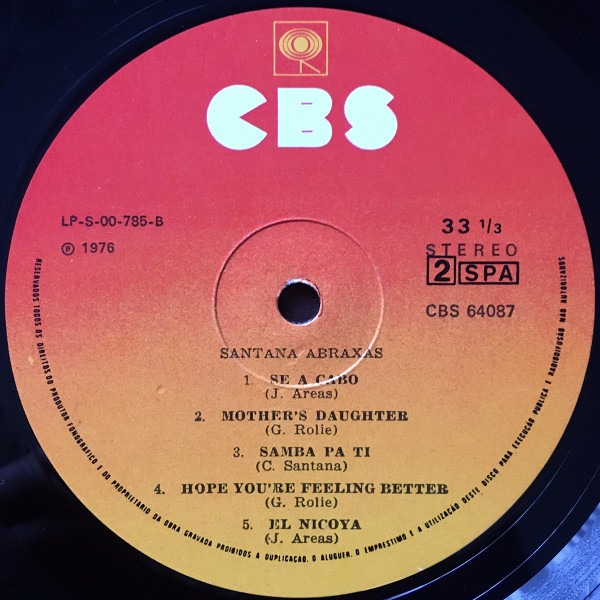 CBS
LP-S-00-785-B
Ⓟ 1976
33 1/3
STEREO
2 SPA
CBS 64087
SANTANA ABRAXAS
1. SE A CABO
(J. Areas)
2. MOTHER'S DAUGHTER
(G. Rolie)
3. SAMBA PA TI
(C. Santana)
4. HOPE YOU'RE FEELING BETTER
(G. Rolie)
5. EL NICOYA
(J. Areas)
RESERVADOS TODOS OS DIREITOS DO PRODUTOR FONOGRÁFICO E DO PROPRIETÁRIO DA OBRA GRAVADA PROIBIDOS A DUPLICAÇÃO, O ALUGUER, O EMPRÉSTIMO E A UTILIZAÇÃO DESTE DISCO PARA EXECUÇÃO PÚBLICA E RADIODIFUSÃO NÃO AUTORIZADOS